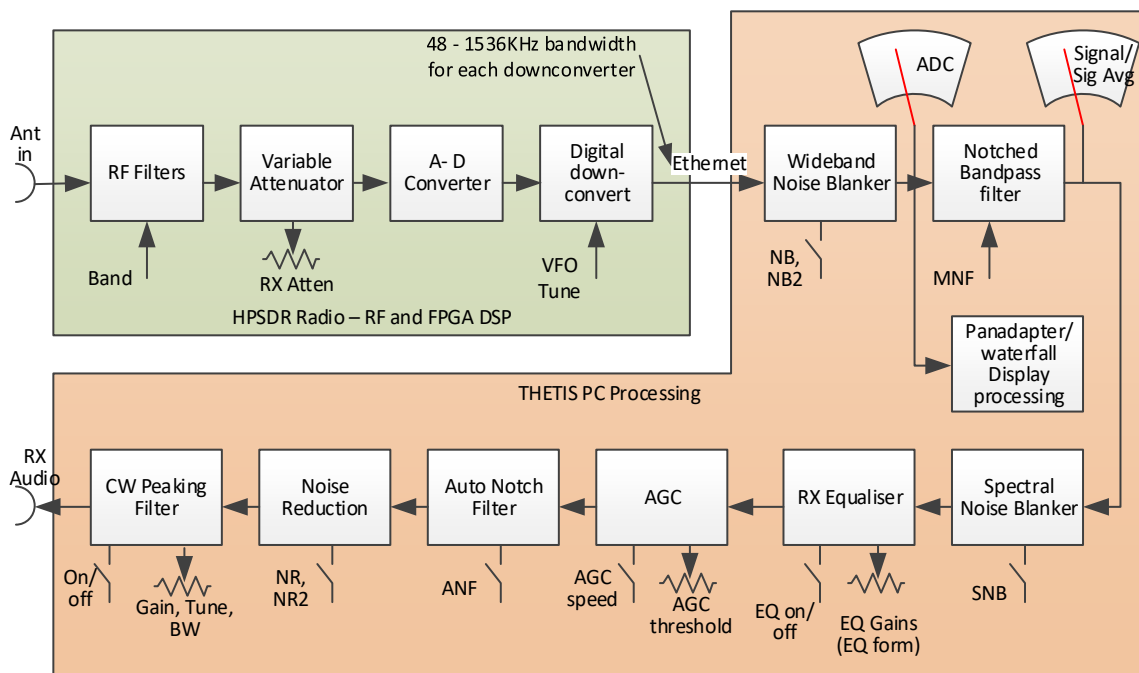 48 - 1536KHz bandwidth
for each downconverter
ADC
Signal/
Sig Avg
Ant
in
RF Filters
Variable
Attenuator
A- D
Converter
Digital
down-
convert
Ethernet
Wideband
Noise Blanker
Notched
Bandpass
filter
Band
RX Atten
VFO
Tune
NB,
NB2
MNF
HPSDR Radio – RF and FPGA DSP
Panadapter/
waterfall
Display
processing
THETIS PC Processing
RX
Audio
CW Peaking
Filter
Noise
Reduction
Auto Notch
Filter
AGC
RX Equaliser
Spectral
Noise Blanker
On/
off
Gain, Tune,
BW
NR,
NR2
ANF
AGC
speed
AGC
threshold
EQ on/
off
EQ Gains
(EQ form)
SNB